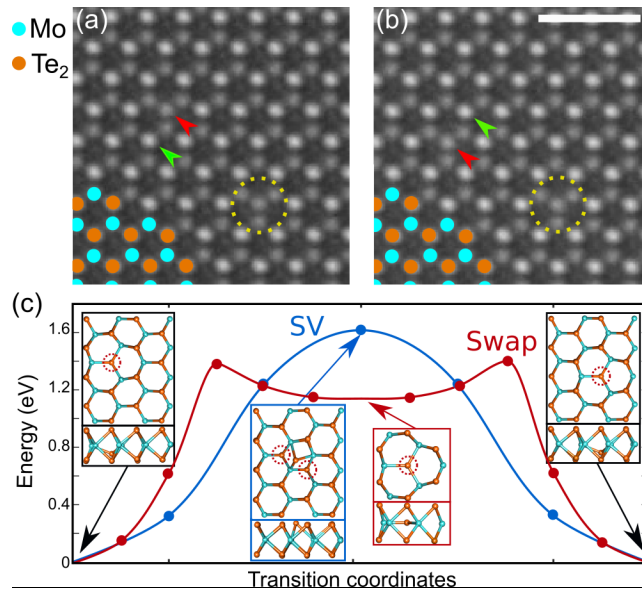 (a)
(b)
Mo
Te₂
(c)
SV
Swap
1.6
1.2
0.8
0.4
0
Energy (eV)
Transition coordinates